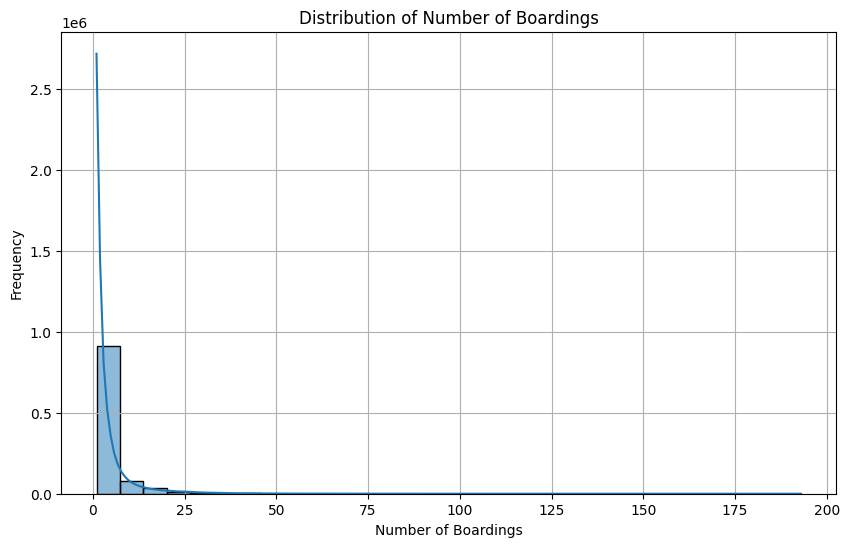 Distribution of Number of Boardings
1e6
2.5
2.0
1.5
1.0
0.5
0.0
Frequency
0 25 50 75 100 125 150 175 200
Number of Boardings